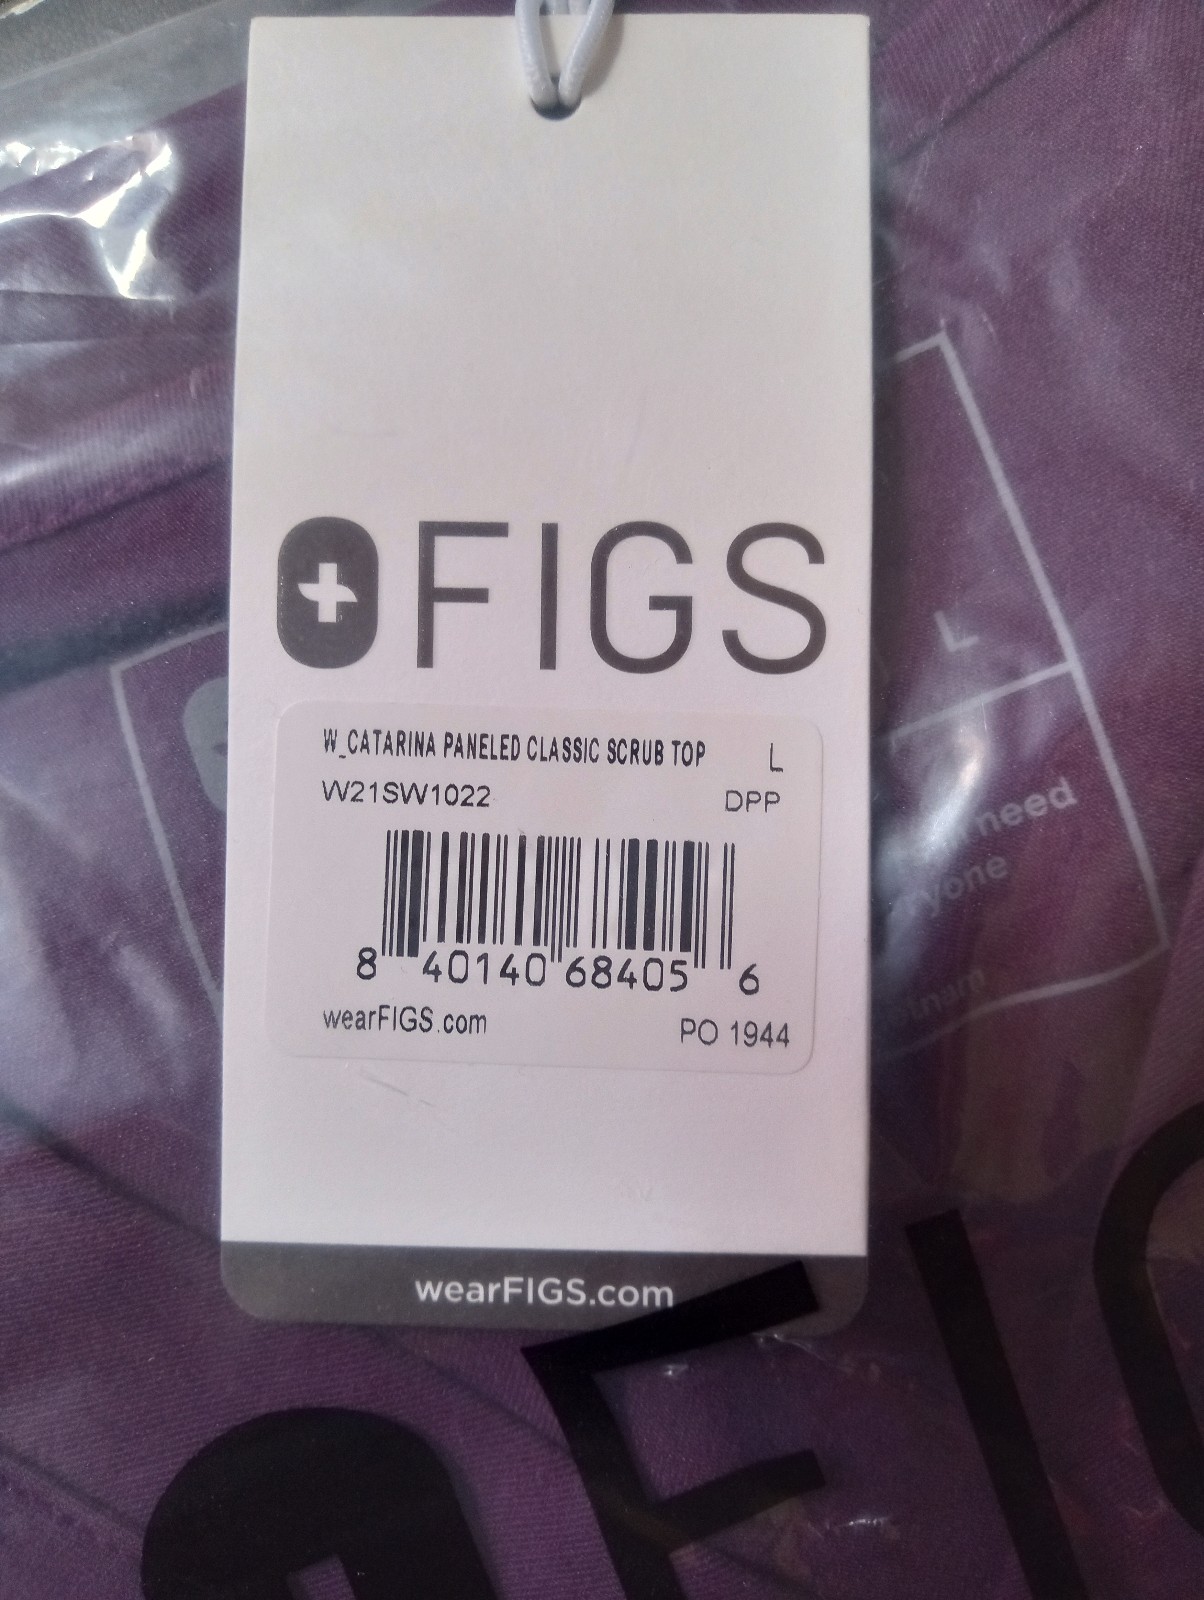 FIGS
W_CATARINA PANELED CLASSIC SCRUB TOP L
W21SW1022 DPP
8 40140 68405 6
wearFIGS.com PO 1944
wearFIGS.com
L
need